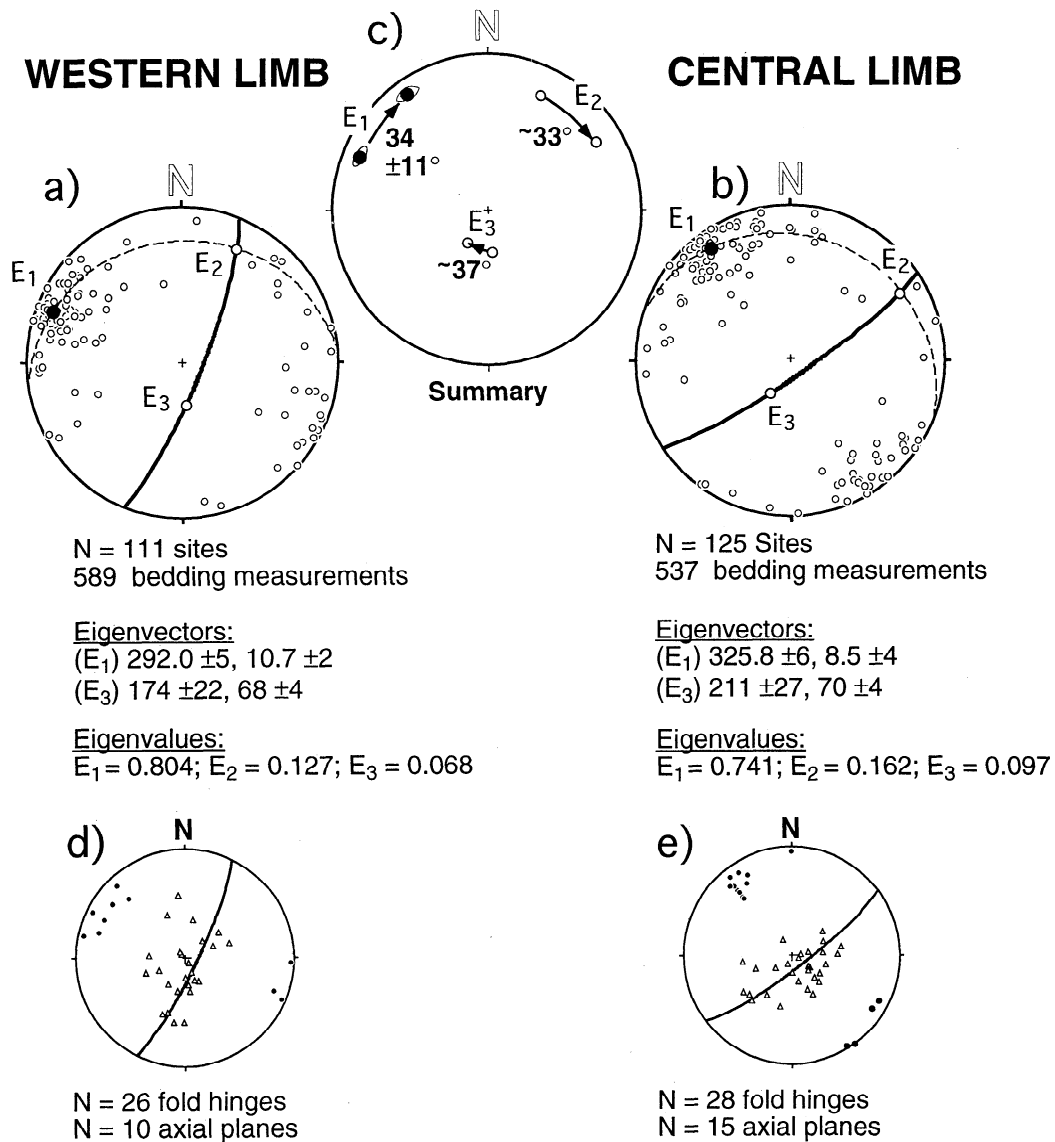 WESTERN LIMB
c)
N
CENTRAL LIMB
E1
34
±11°
E2
~33°
E3
~37
Summary
a)
N
E1
E2
E3
b)
N
E1
E2
E3
N = 111 sites
589 bedding measurements
Eigenvectors:
(E1) 292.0 ±5, 10.7 ±2
(E3) 174 ±22, 68 ±4
Eigenvalues:
E1 = 0.804; E2 = 0.127; E3 = 0.068
N = 125 Sites
537 bedding measurements
Eigenvectors:
(E1) 325.8 ±6, 8.5 ±4
(E3) 211 ±27, 70 ±4
Eigenvalues:
E1 = 0.741; E2 = 0.162; E3 = 0.097
d)
N
N = 26 fold hinges
N = 10 axial planes
e)
N
N = 28 fold hinges
N = 15 axial planes